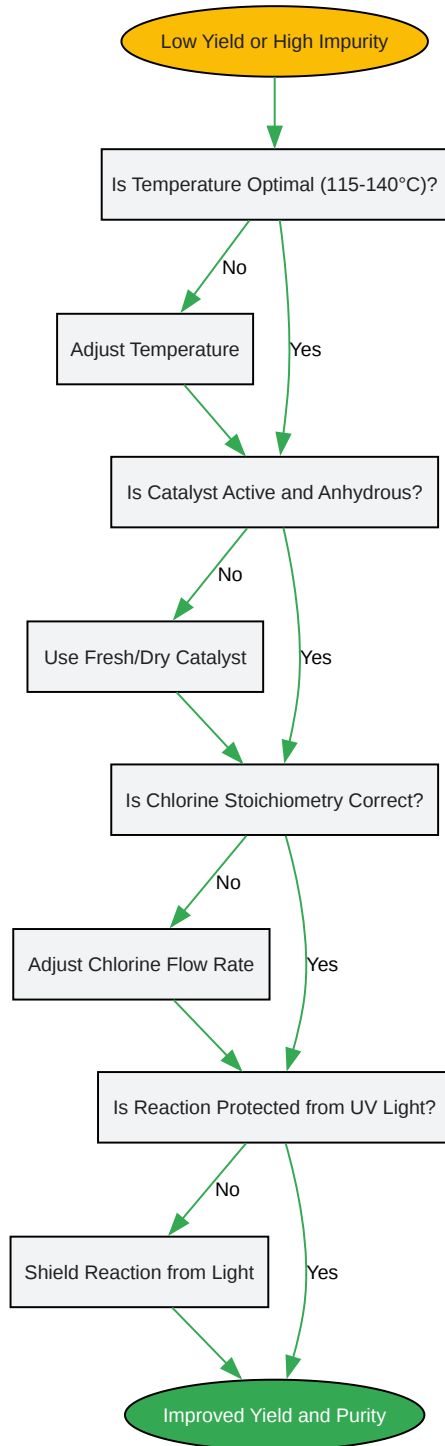 Low Yield or High Impurity
Is Temperature Optimal (115-140°C)?
No
Adjust Temperature
Yes
Is Catalyst Active and Anhydrous?
No
Use Fresh/Dry Catalyst
Yes
Is Chlorine Stoichiometry Correct?
No
Adjust Chlorine Flow Rate
Yes
Is Reaction Protected from UV Light?
No
Shield Reaction from Light
Yes
Improved Yield and Purity